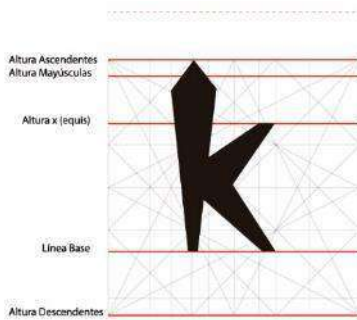 Altura Ascendentes
Altura Mayúsculas
Altura x (equis)
k
Línea Base
Altura Descendentes